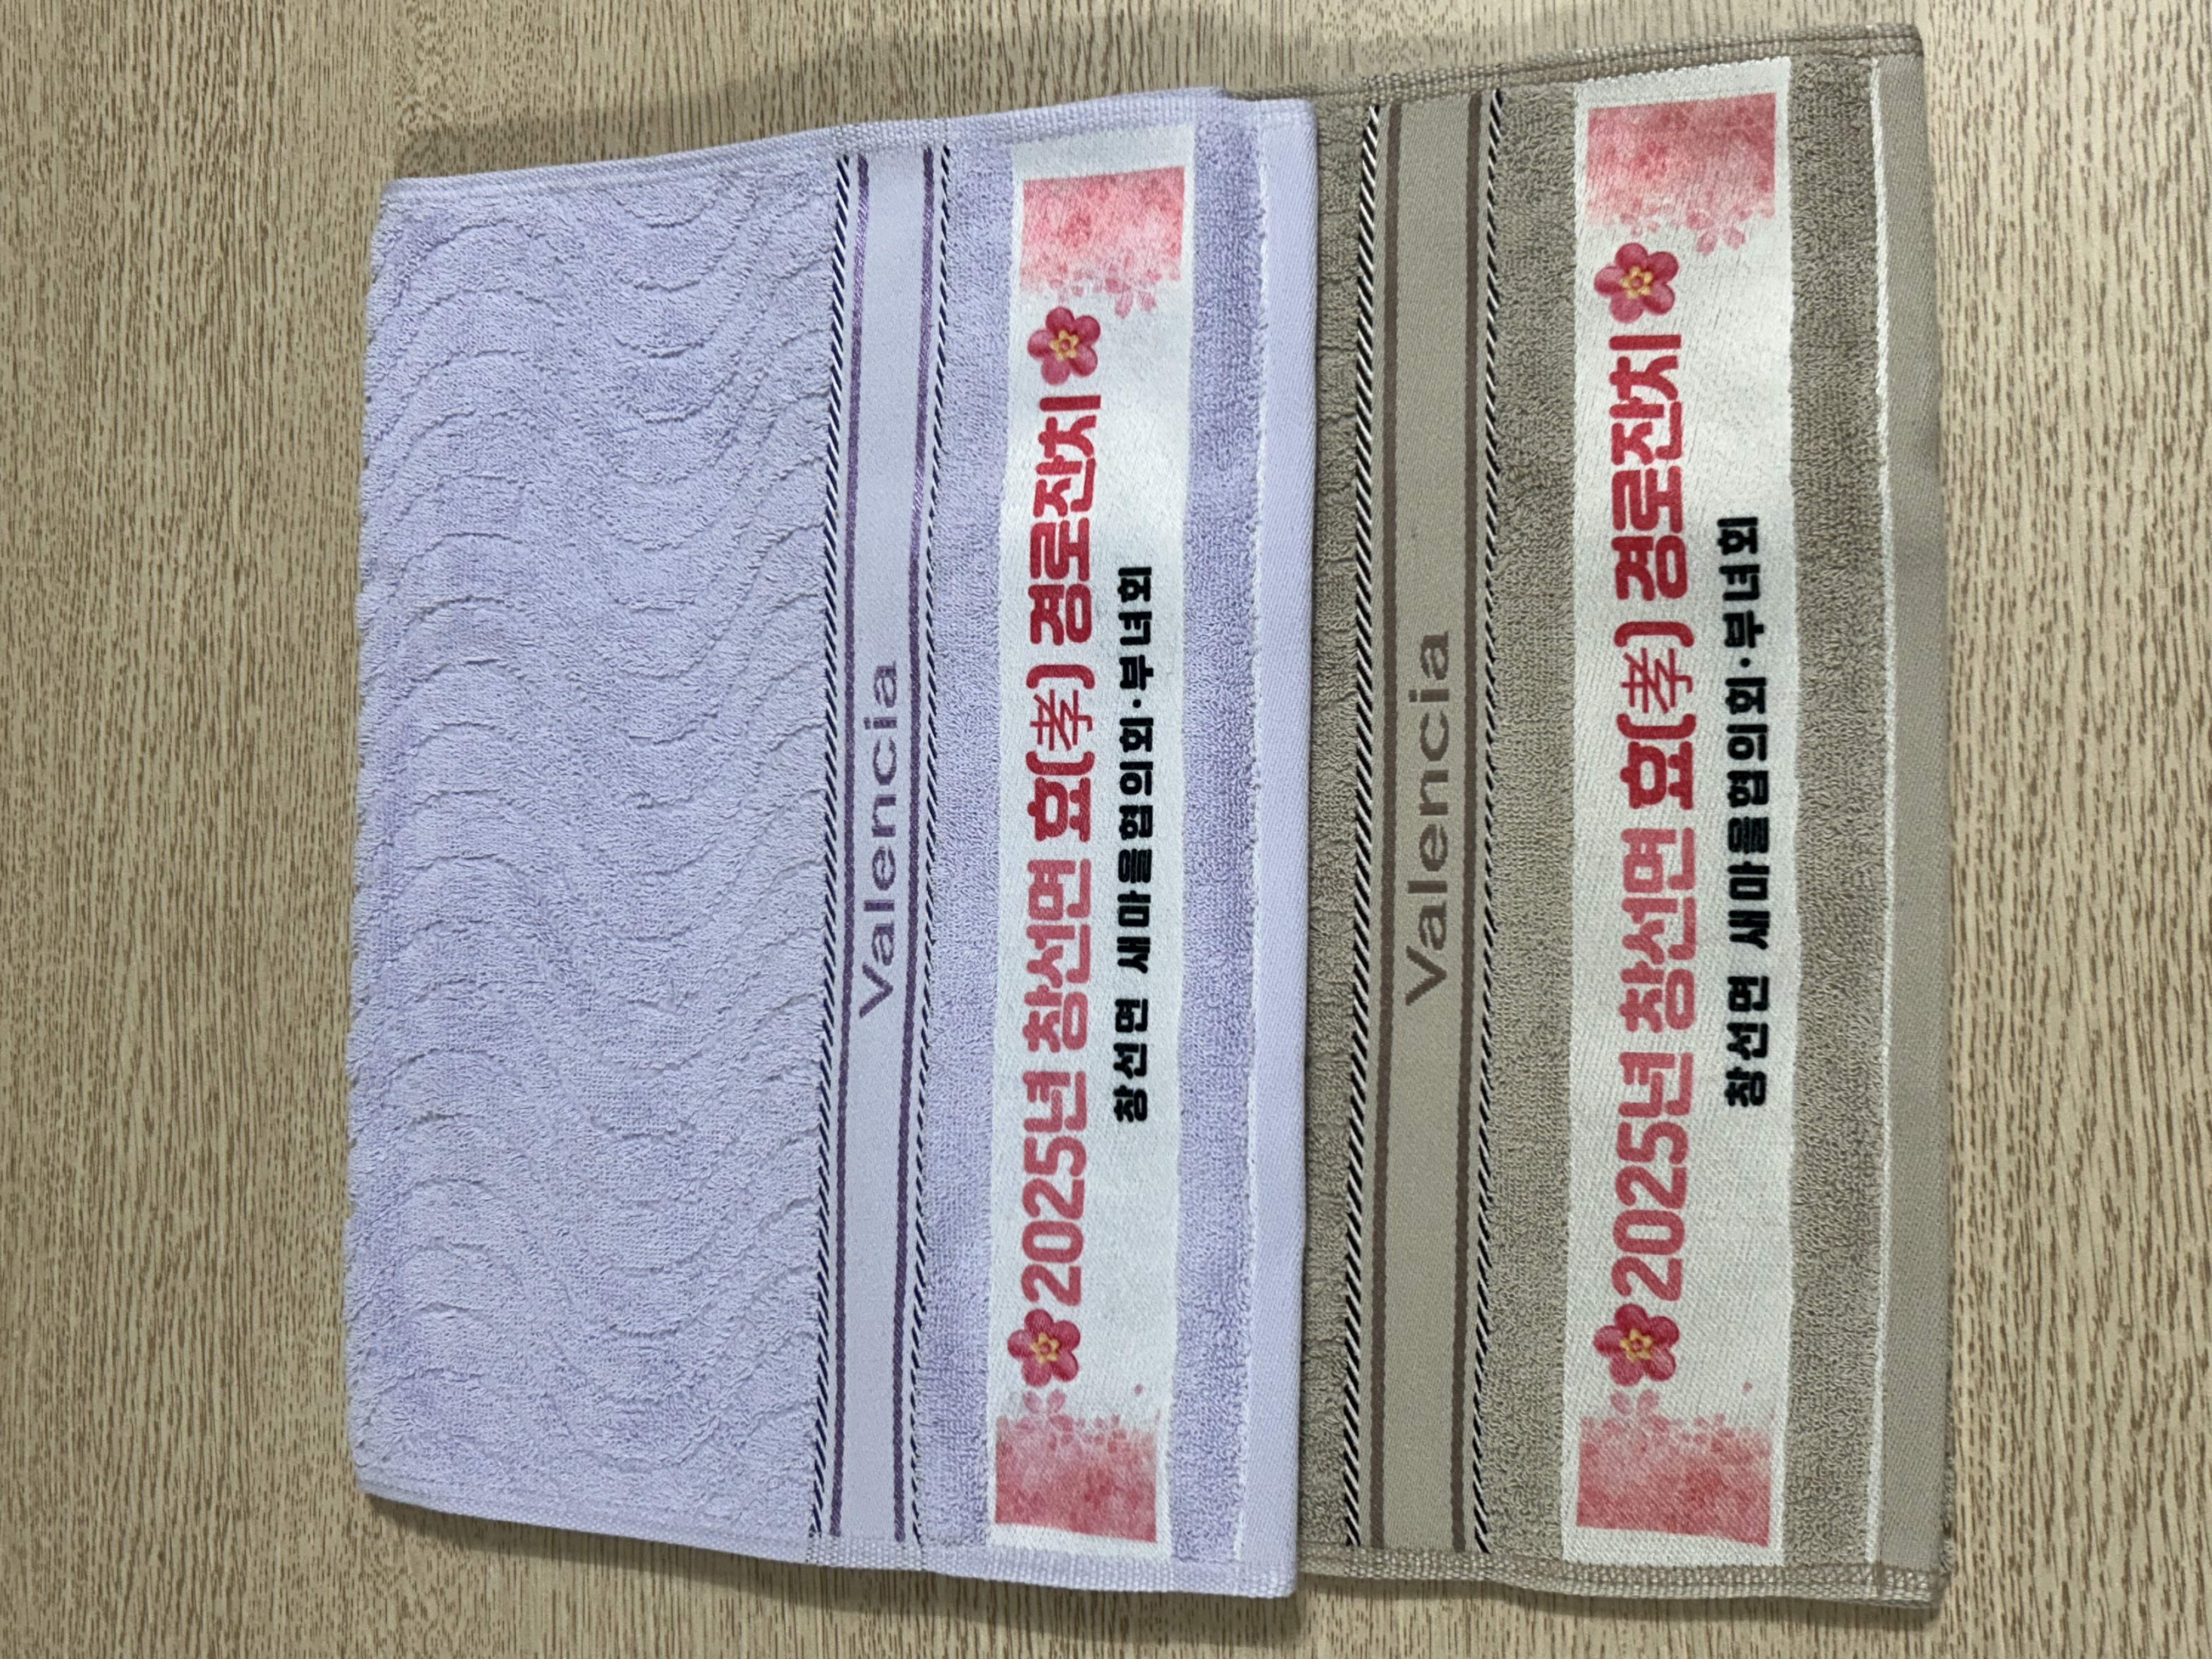 Valencia
2025년 창선면 효(孝) 경로잔치
창선면 새마을협의회·부녀회
Valencia
2025년 창선면 효(孝) 경로잔치
창선면 새마을협의회·부녀회